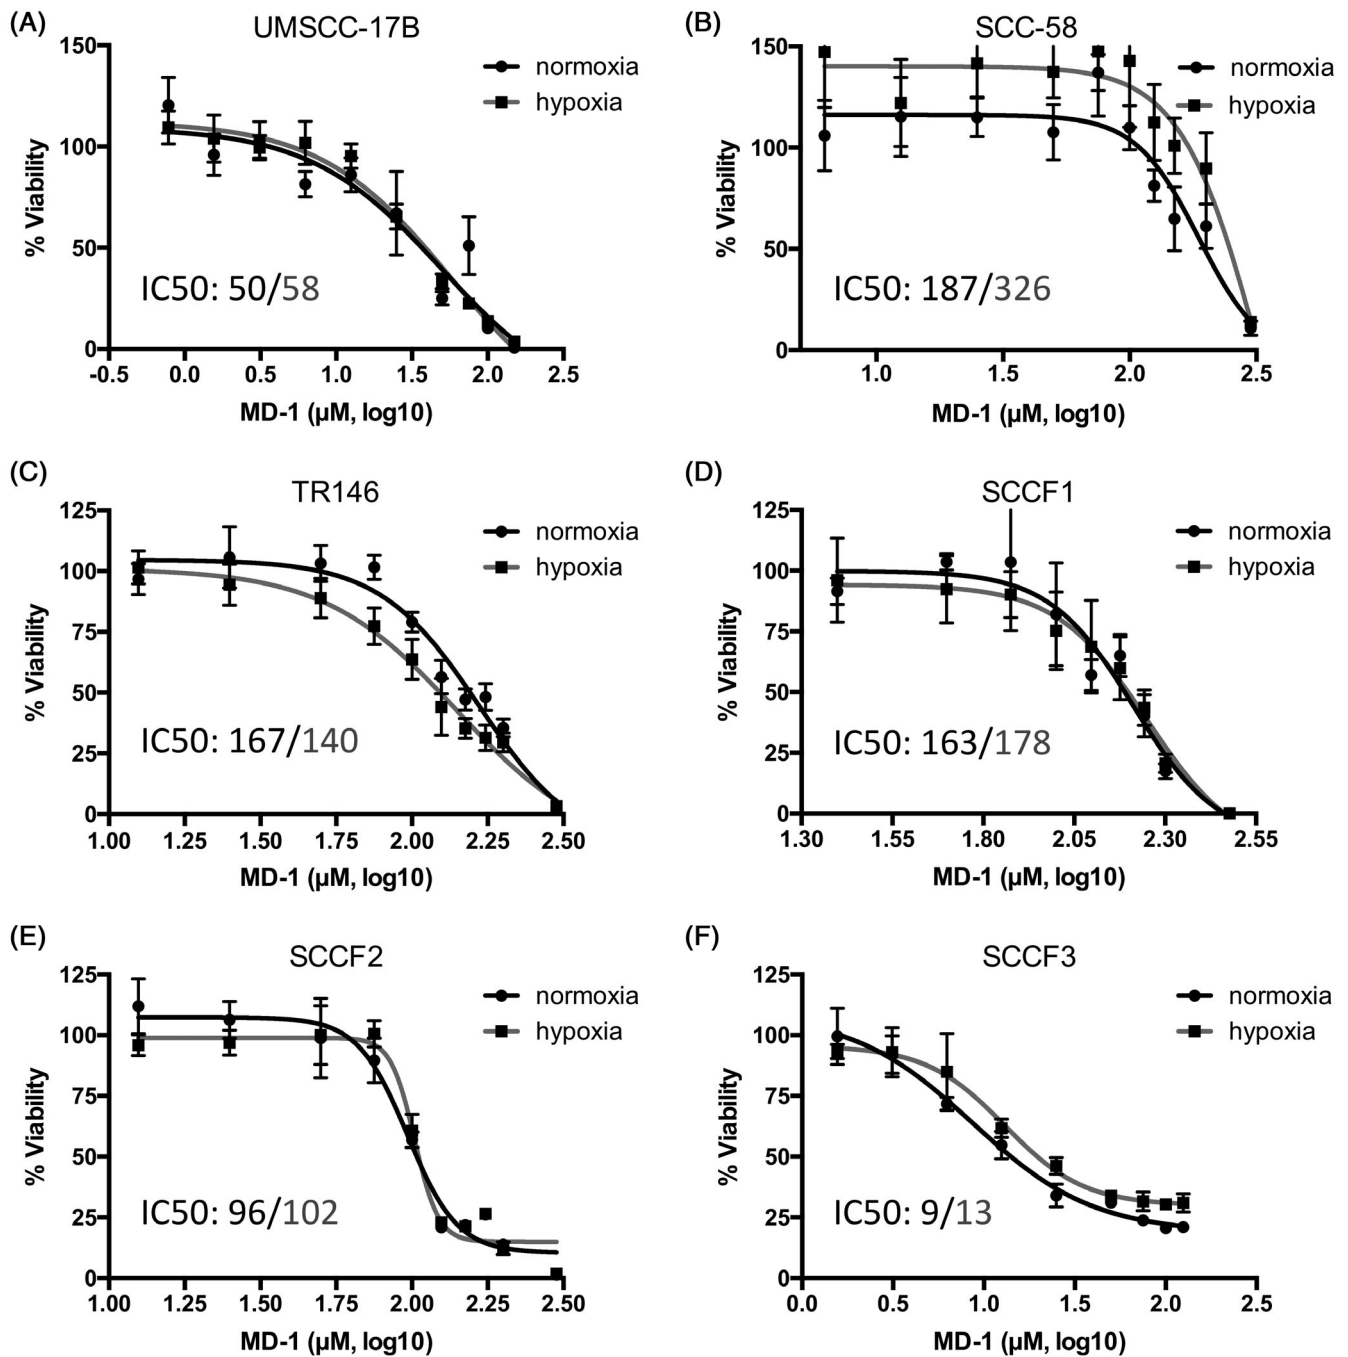 (A)
UMSCC-17B
150
100
50
0
% Viability
normoxia
hypoxia
IC50: 50/58
-0.5 0.0 0.5 1.0 1.5 2.0 2.5
MD-1 (µM, log10)
(B)
SCC-58
150
100
50
0
% Viability
normoxia
hypoxia
IC50: 187/326
1.0 1.5 2.0 2.5
MD-1 (µM, log10)
(C)
TR146
125
100
75
50
25
0
% Viability
normoxia
hypoxia
IC50: 167/140
1.00 1.25 1.50 1.75 2.00 2.25 2.50
MD-1 (µM, log10)
(D)
SCCF1
125
100
75
50
25
0
% Viability
normoxia
hypoxia
IC50: 163/178
1.30 1.55 1.80 2.05 2.30 2.55
MD-1 (µM, log10)
(E)
SCCF2
125
100
75
50
25
0
% Viability
normoxia
hypoxia
IC50: 96/102
1.00 1.25 1.50 1.75 2.00 2.25 2.50
MD-1 (µM, log10)
(F)
SCCF3
125
100
75
50
25
0
% Viability
normoxia
hypoxia
IC50: 9/13
0.0 0.5 1.0 1.5 2.0 2.5
MD-1 (µM, log10)